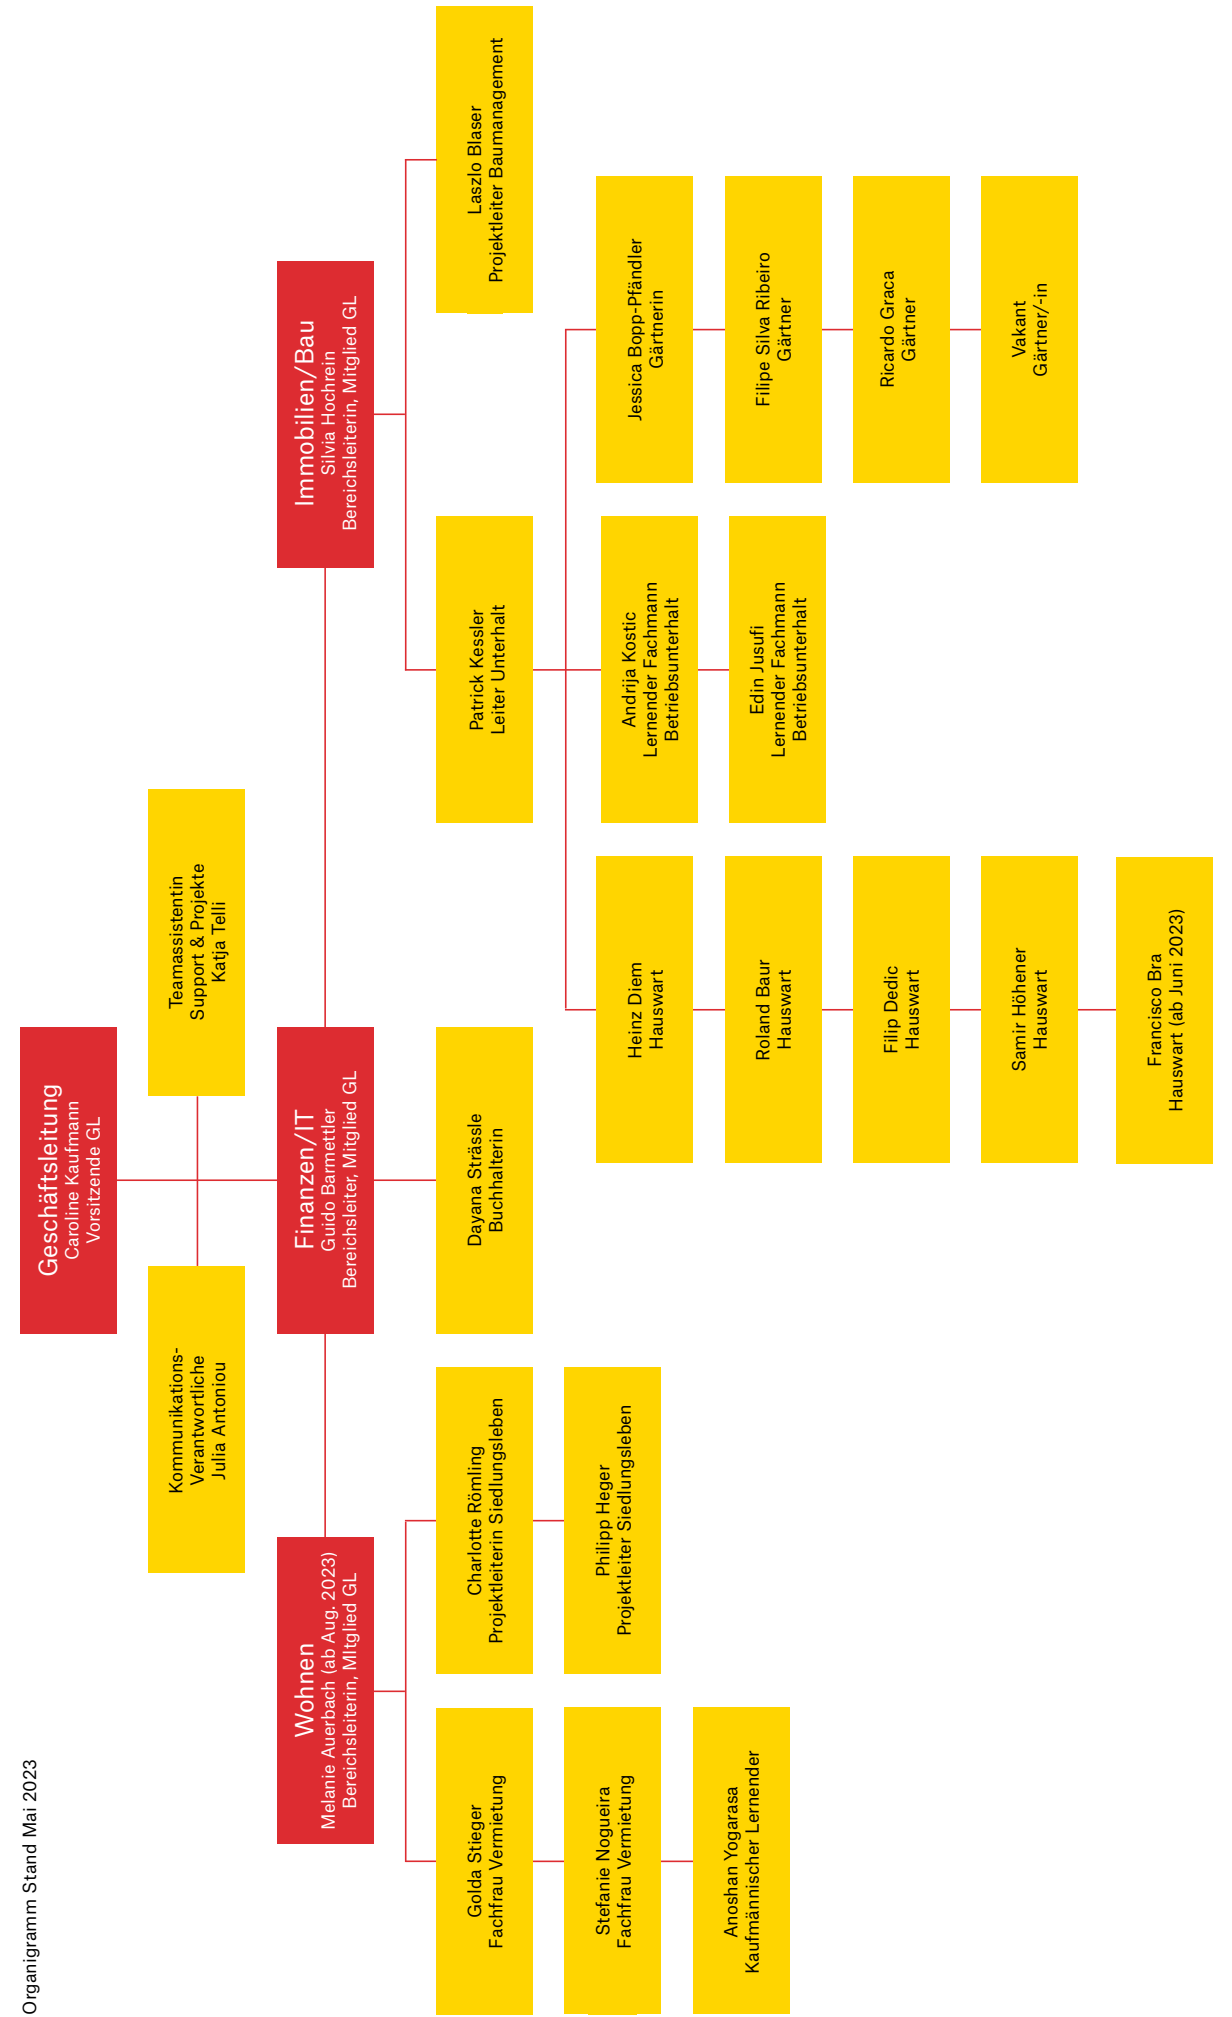 Organigramm Stand Mai 2023
Geschäftsleitung
Caroline Kaufmann
Vorsitzende GL
Kommunikations-
Verantwortliche
Julia Antoniou
Teamassistentin
Support & Projekte
Katja Telli
Wohnen
Melanie Auerbach (ab Aug. 2023)
Bereichsleiterin, MItglied GL
Finanzen/IT
Guido Barmettler
Bereichsleiter, Mitglied GL
Immobilien/Bau
Silvia Hochrein
Bereichsleiterin, Mitglied GL
Golda Stieger
Fachfrau Vermietung
Charlotte Römling
Projektleiterin Siedlungsleben
Dayana Strässle
Buchhalterin
Patrick Kessler
Leiter Unterhalt
Laszlo Blaser
Projektleiter Baumanagement
Stefanie Nogueira
Fachfrau Vermietung
Philipp Heger
Projektleiter Siedlungsleben
Anoshan Yogarasa
Kaufmännischer Lernender
Heinz Diem
Hauswart
Andrija Kostic
Lernender Fachmann
Betriebsunterhalt
Jessica Bopp-Pfändler
Gärtnerin
Roland Baur
Hauswart
Edin Jusufi
Lernender Fachmann
Betriebsunterhalt
Filipe Silva Ribeiro
Gärtner
Filip Dedic
Hauswart
Ricardo Graca
Gärtner
Samir Höhener
Hauswart
Vakant
Gärtner/-in
Francisco Bra
Hauswart (ab Juni 2023)